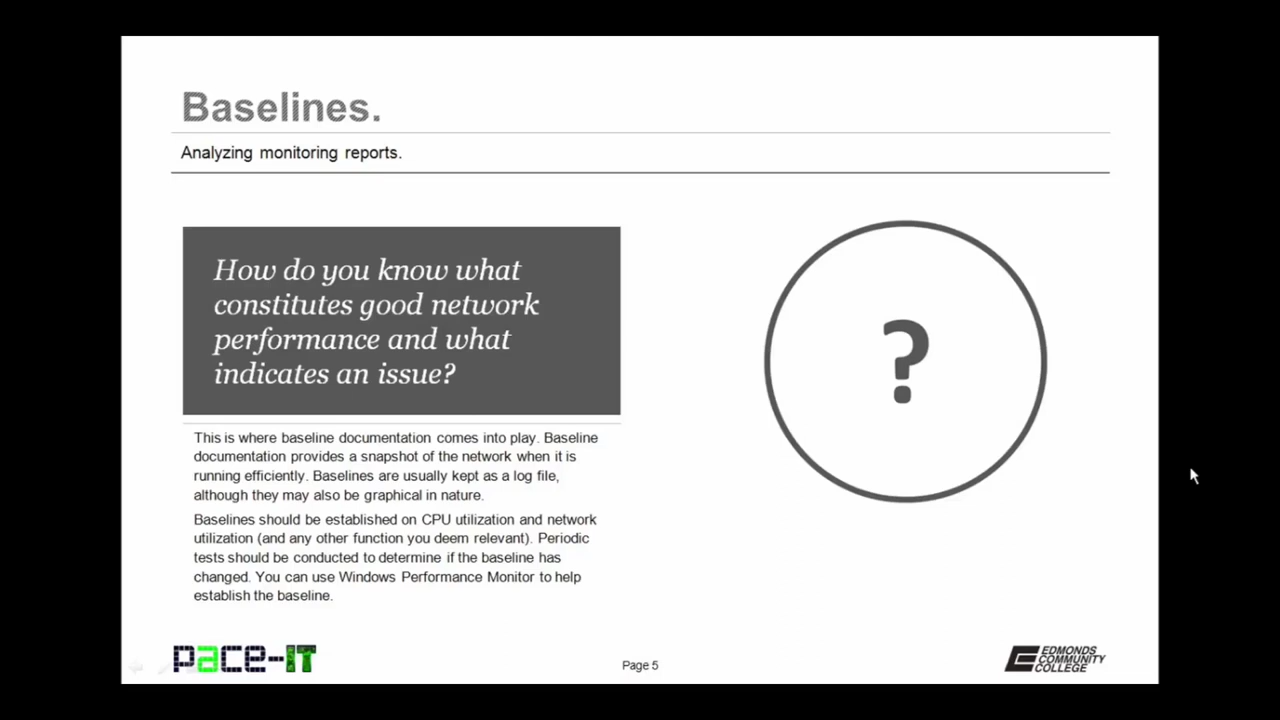 Baselines.
Analyzing monitoring reports.
How do you know what
constitutes good network
performance and what
indicates an issue?
This is where baseline documentation comes into play. Baseline
documentation provides a snapshot of the network when it is
running efficiently. Baselines are usually kept as a log file,
although they may also be graphical in nature.
Baselines should be established on CPU utilization and network
utilization (and any other function you deem relevant). Periodic
tests should be conducted to determine if the baseline has
changed. You can use Windows Performance Monitor to help
establish the baseline.
?
pace-IT
Page 5
EDMONDS
COMMUNITY
COLLEGE